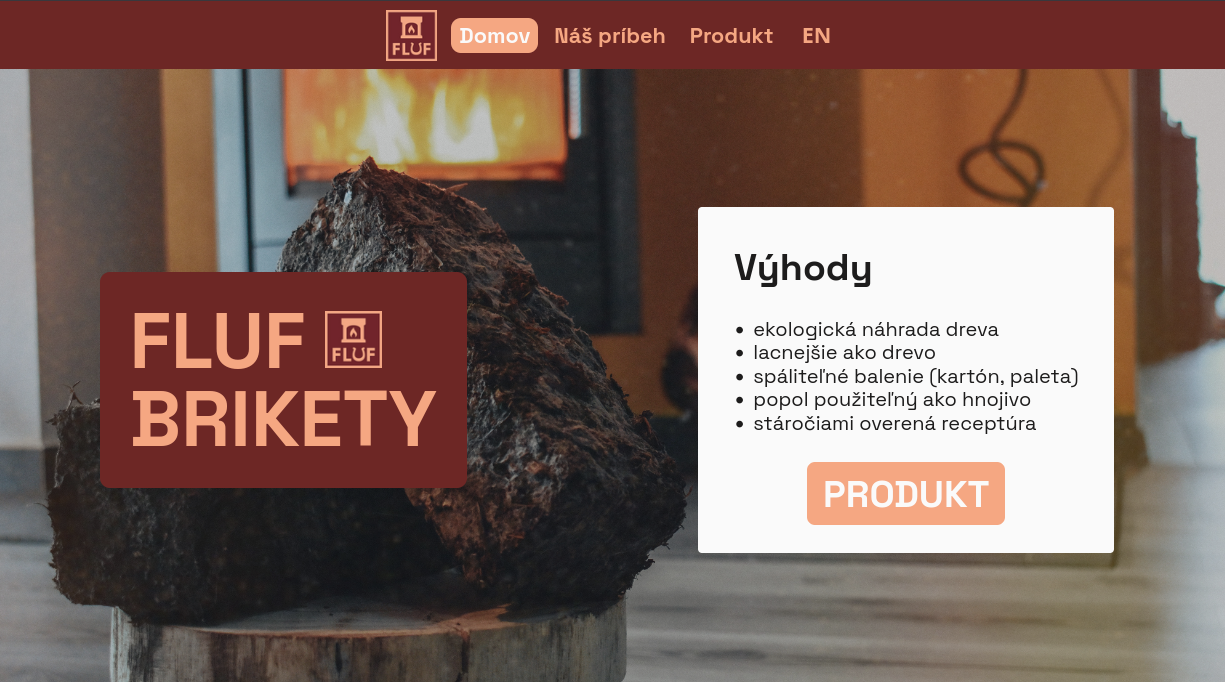 FLUF
Domov
Náš príbeh
Produkt
EN
FLUF
FLUF
BRIKETY
Výhody
ekologická náhrada dreva
lacnejšie ako drevo
spáliteľné balenie (kartón, paleta)
popol použiteľný ako hnojivo
stáročiami overená receptúra
PRODUKT